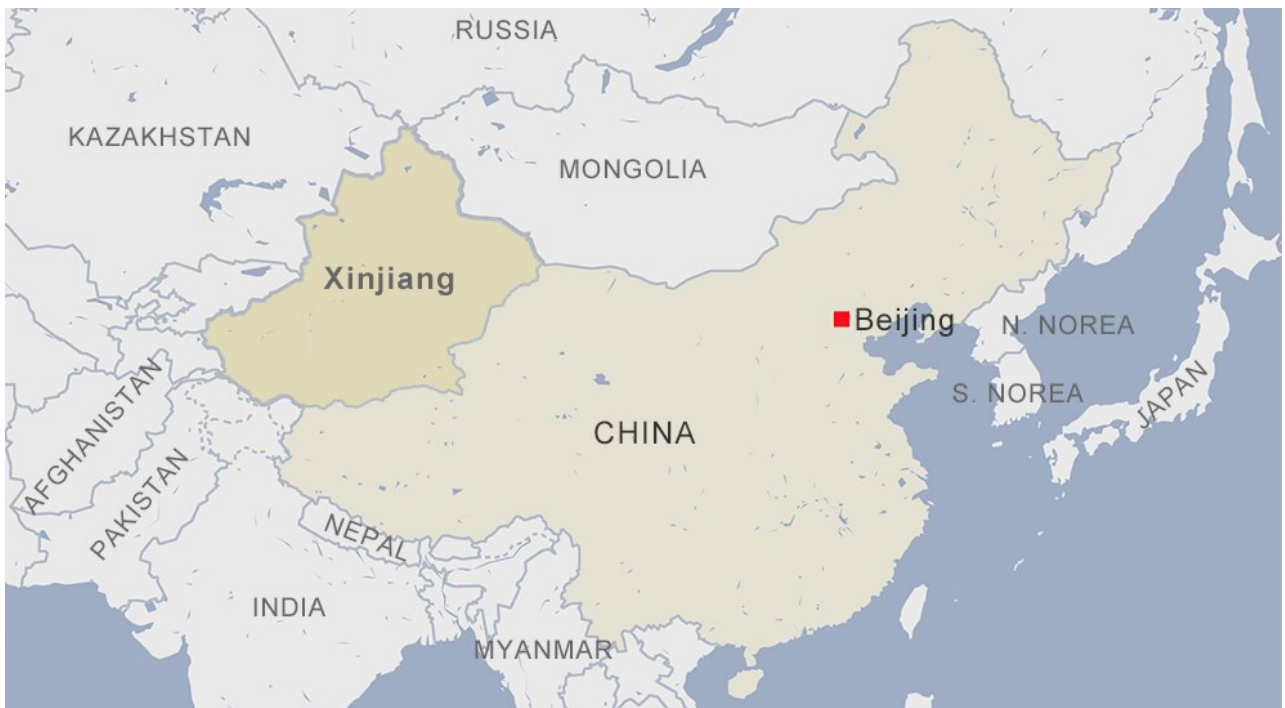 RUSSIA
KAZAKHSTAN
MONGOLIA
Xinjiang
Beijing
N. NOREA
S. NOREA
JAPAN
AFGHANISTAN
CHINA
PAKISTAN
NEPAL
INDIA
MYANMAR